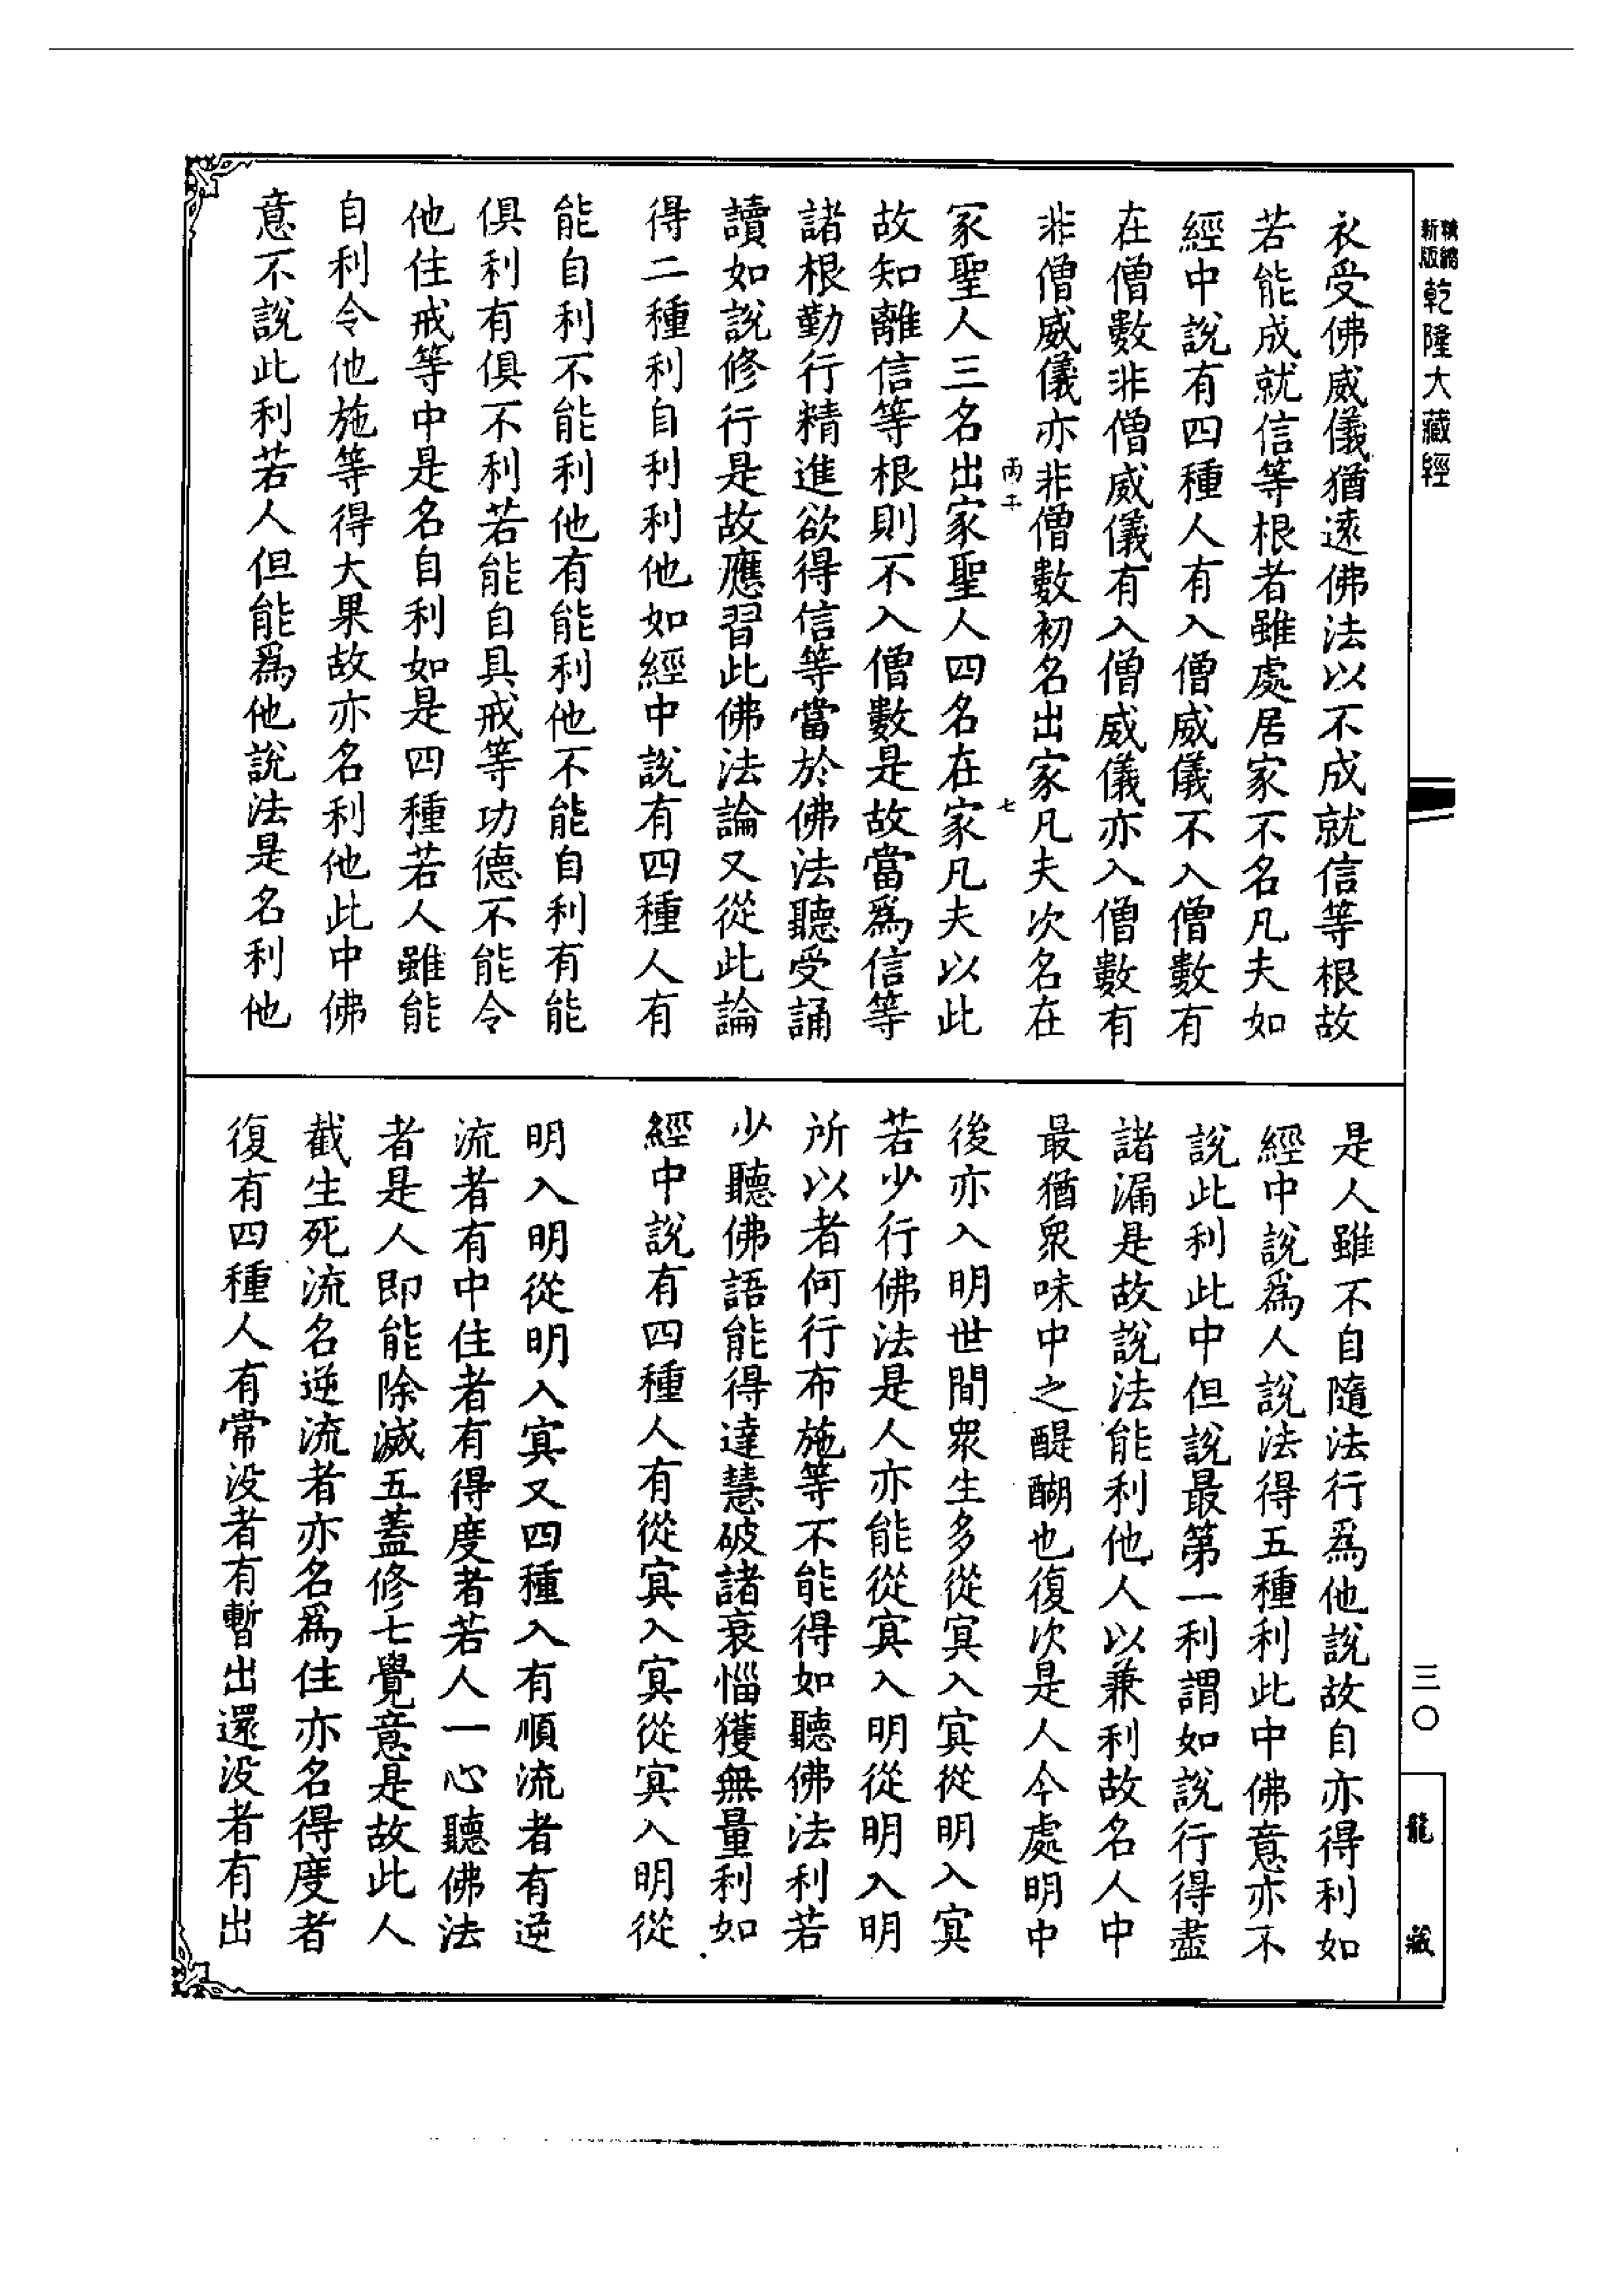 精縮新版乾隆大藏經
衣受佛威儀猶遠佛法以不成就信等根故
若能成就信等根者雖處居家不名凡夫如
經中說有四種人有入僧威儀不入僧數有
在僧數非僧威儀有入僧威儀亦入僧數有
非僧威儀亦非僧數初名出家凡夫次名在
丙十
七
家聖人三名出家聖人四名在家凡夫以此
故知離信等根則不入僧數是故當為信等
諸根勤行精進欲得信等當於佛法聽受誦
讀如說修行是故應習此佛法論又從此論
得二種利自利利他如經中說有四種人有
能自利不能利他有能利他不能自利有能
俱利有俱不利若能自具戒等功德不能令
他住戒等中是名自利如是四種若人雖能
自利令他施等得大果故亦名利他此中佛
意不說此利若人但能為他說法是名利他
是人雖不自隨法行為他說故自亦得利如
經中說為人說法得五種利此中佛意亦不
說此利此中但說最第一利謂如說行得盡
諸漏是故說法能利他人以兼利故名人中
最猶眾味中之醍醐也復次是人今處明中
後亦入明世間眾生多從冥入冥從明入冥
若少行佛法是人亦能從冥入明從明入明
所以者何行布施等不能得如聽佛法利若
少聽佛語能得達慧破諸衰惱獲無量利如
經中說有四種人有從冥入冥從冥入明從
明入明從明入冥又四種入有順流者有逆
流者有中住者有得度者若人一心聽佛法
者是人即能除滅五蓋修七覺意是故此人
截生死流名逆流者亦名為住亦名得度者
復有四種人有常没者有暫出還没者有出
三〇
龍藏